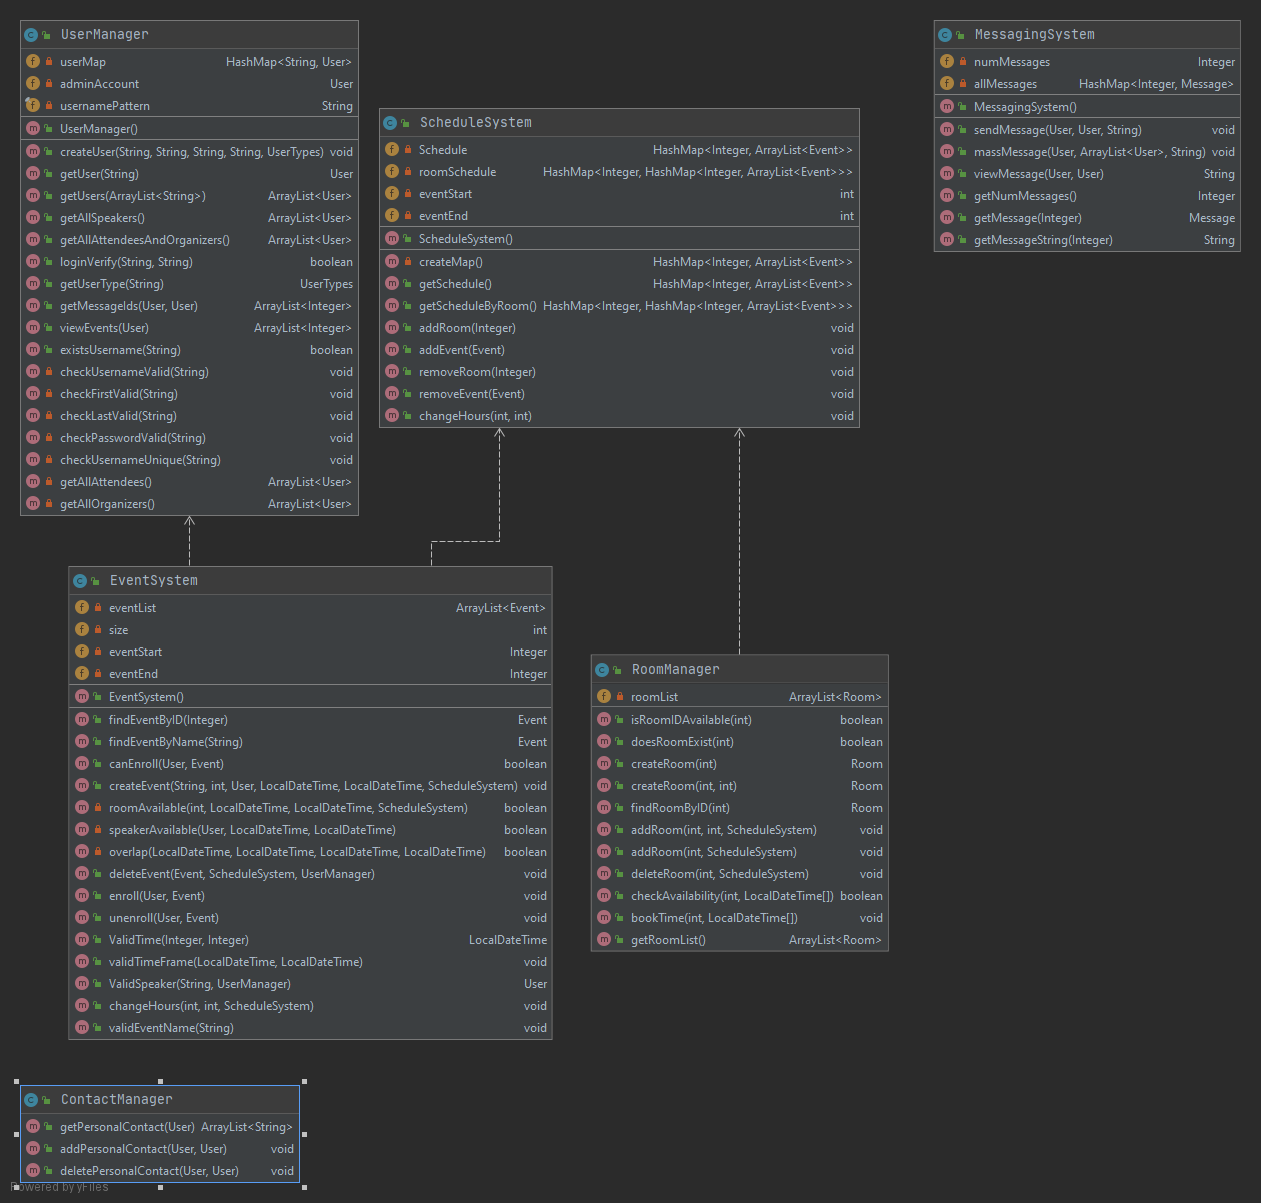 UserManager
userMap HashMap<String, User>
adminAccount User
usernamePattern String
UserManager()
createUser(String, String, String, String, UserTypes) void
getUser(String) User
getUsers(ArrayList<String>) ArrayList<User>
getAllSpeakers() ArrayList<User>
getAllAttendeesAndOrganizers() ArrayList<User>
loginVerify(String, String) boolean
getUserType(String) UserTypes
getMessageIds(User, User) ArrayList<Integer>
viewEvents(User) ArrayList<Integer>
existsUsername(String) boolean
checkUsernameValid(String) void
checkFirstValid(String) void
checkLastValid(String) void
checkPasswordValid(String) void
checkUsernameUnique(String) void
getAllAttendees() ArrayList<User>
getAllOrganizers() ArrayList<User>
ScheduleSystem
Schedule HashMap<Integer, ArrayList<Event>>
roomSchedule HashMap<Integer, HashMap<Integer, ArrayList<Event>>>
eventStart int
eventEnd int
ScheduleSystem()
createMap() HashMap<Integer, ArrayList<Event>>
getSchedule() HashMap<Integer, ArrayList<Event>>
getScheduleByRoom() HashMap<Integer, HashMap<Integer, ArrayList<Event>>>
addRoom(Integer) void
addEvent(Event) void
removeRoom(Integer) void
removeEvent(Event) void
changeHours(int, int) void
MessagingSystem
numMessages Integer
allMessages HashMap<Integer, Message>
MessagingSystem()
sendMessage(User, User, String) void
massMessage(User, ArrayList<User>, String) void
viewMessage(User, User) String
getNumMessages() Integer
getMessage(Integer) Message
getMessageString(Integer) String
EventSystem
eventList ArrayList<Event>
size int
eventStart Integer
eventEnd Integer
EventSystem()
findEventByID(Integer) Event
findEventByName(String) Event
canEnroll(User, Event) boolean
createEvent(String, int, User, LocalDateTime, LocalDateTime, ScheduleSystem) void
roomAvailable(int, LocalDateTime, LocalDateTime, ScheduleSystem) boolean
speakerAvailable(User, LocalDateTime, LocalDateTime) boolean
overlap(LocalDateTime, LocalDateTime, LocalDateTime, LocalDateTime) boolean
deleteEvent(Event, ScheduleSystem, UserManager) void
enroll(User, Event) void
unenroll(User, Event) void
ValidTime(Integer, Integer) LocalDateTime
validTimeFrame(LocalDateTime, LocalDateTime) void
ValidSpeaker(String, UserManager) User
changeHours(int, int, ScheduleSystem) void
validEventName(String) void
RoomManager
roomList ArrayList<Room>
isRoomIDAvailable(int) boolean
doesRoomExist(int) boolean
createRoom(int) Room
createRoom(int, int) Room
findRoomByID(int) Room
addRoom(int, int, ScheduleSystem) void
addRoom(int, ScheduleSystem) void
deleteRoom(int, ScheduleSystem) void
checkAvailability(int, LocalDateTime[]) boolean
bookTime(int, LocalDateTime[]) void
getRoomList() ArrayList<Room>
ContactManager
getPersonalContact(User) ArrayList<String>
addPersonalContact(User, User) void
deletePersonalContact(User, User) void
Powered by yFiles